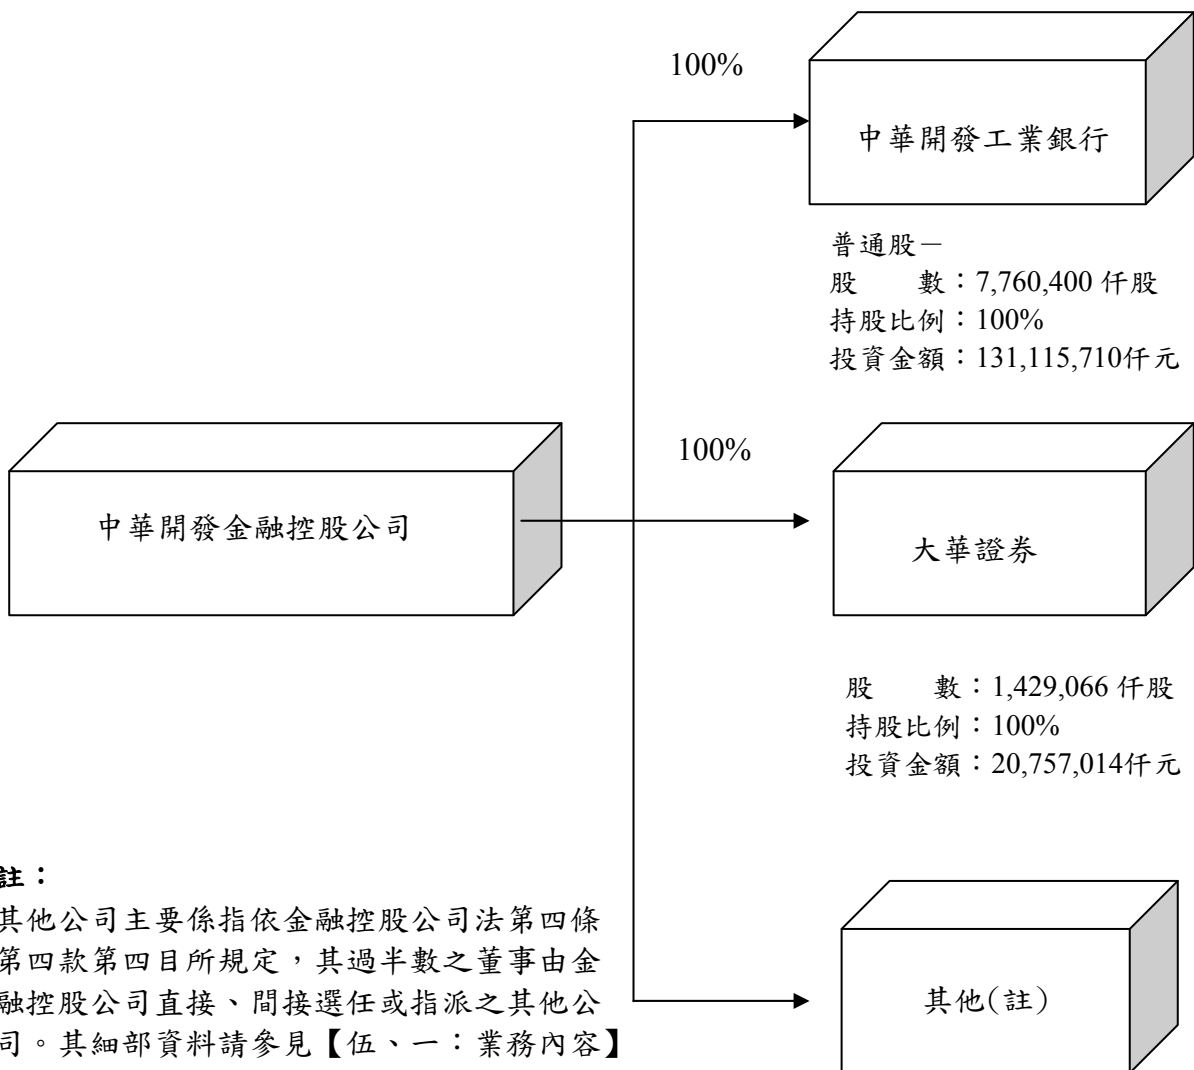 100%
中華開發工業銀行
普通股－
股　　數：7,760,400 仟股
持股比例：100%
投資金額：131,115,710仟元
100%
中華開發金融控股公司
大華證券
股　　數：1,429,066 仟股
持股比例：100%
投資金額：20,757,014仟元
註：
其他公司主要係指依金融控股公司法第四條
第四款第四目所規定，其過半數之董事由金
融控股公司直接、間接選任或指派之其他公
司。其細部資料請參見【伍、一：業務內容】
其他(註)